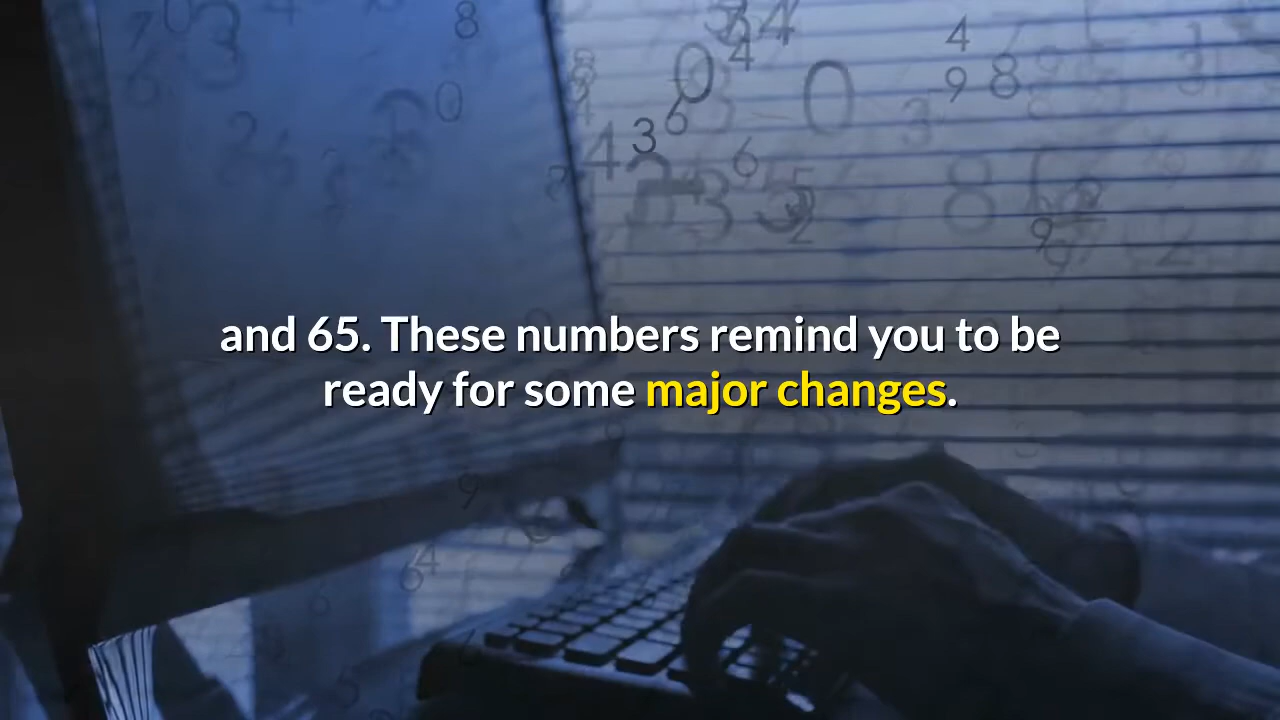 and 65. These numbers remind you to be
ready for some major changes.